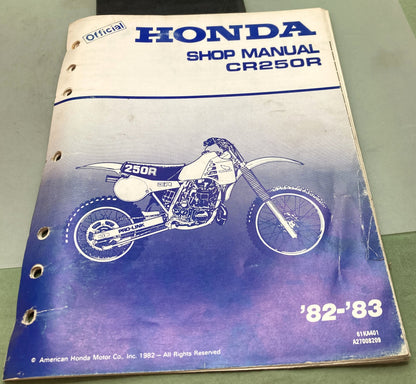 Official
HONDA
SHOP MANUAL
CR250R
250R
PRO-LINK
'82-'83
61KA401
A27008209
© American Honda Motor Co., Inc. 1982 – All Rights Reserved